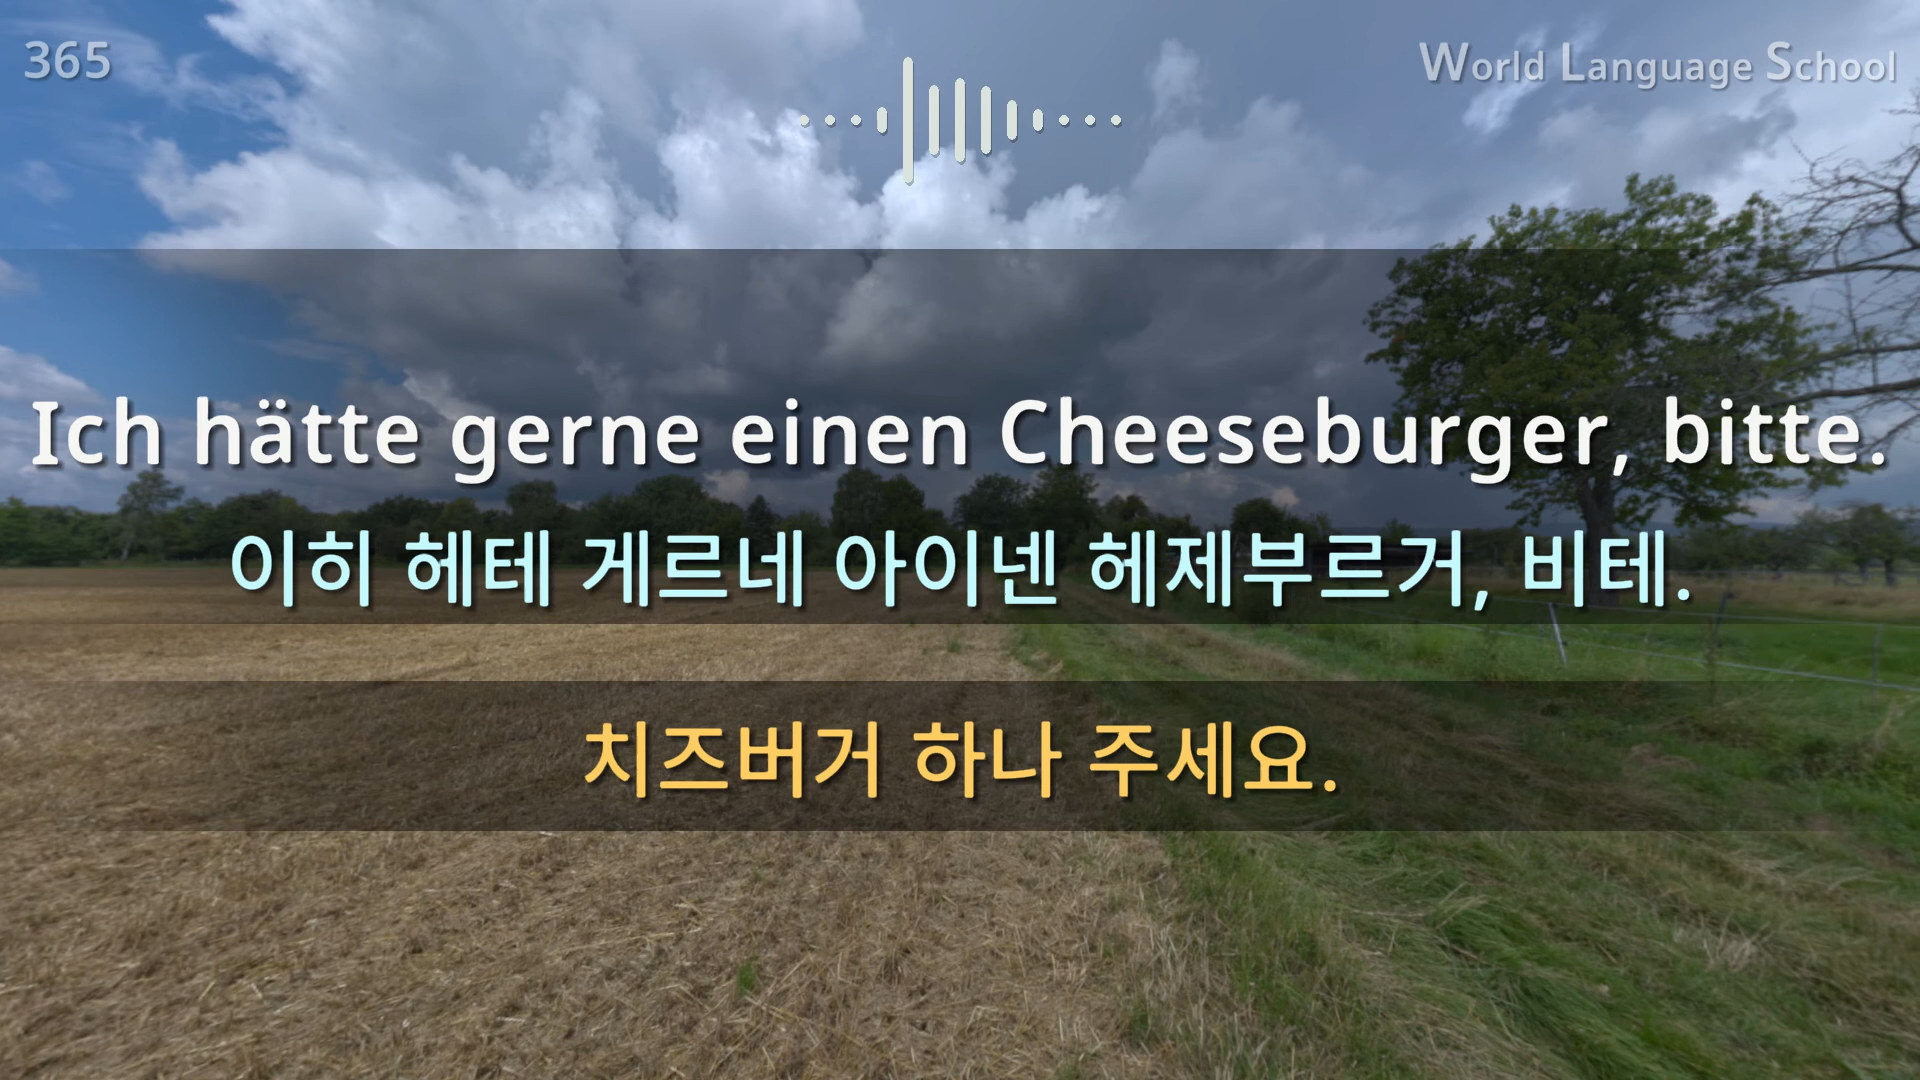 365
World Language School
Ich hätte gerne einen Cheeseburger, bitte.
이히 헤테 게르네 아이넨 헤제부르거, 비테.
치즈버거 하나 주세요.